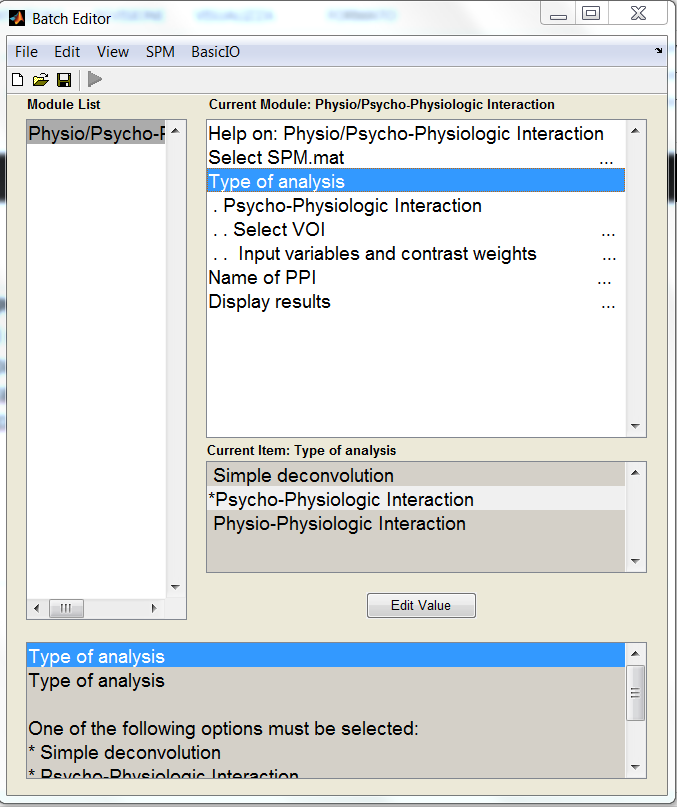 Batch Editor
File Edit View SPM BasicIO
Module List
Current Module: Physio/Psycho-Physiologic Interaction
Physio/Psycho-P
Help on: Physio/Psycho-Physiologic Interaction
Select SPM.mat ...
Type of analysis
. Psycho-Physiologic Interaction
. . Select VOI ...
. . Input variables and contrast weights ...
Name of PPI ...
Display results ...
Current Item: Type of analysis
Simple deconvolution
*Psycho-Physiologic Interaction
Physio-Physiologic Interaction
Edit Value
Type of analysis
Type of analysis
One of the following options must be selected:
* Simple deconvolution
* Psycho-Physiologic Interaction